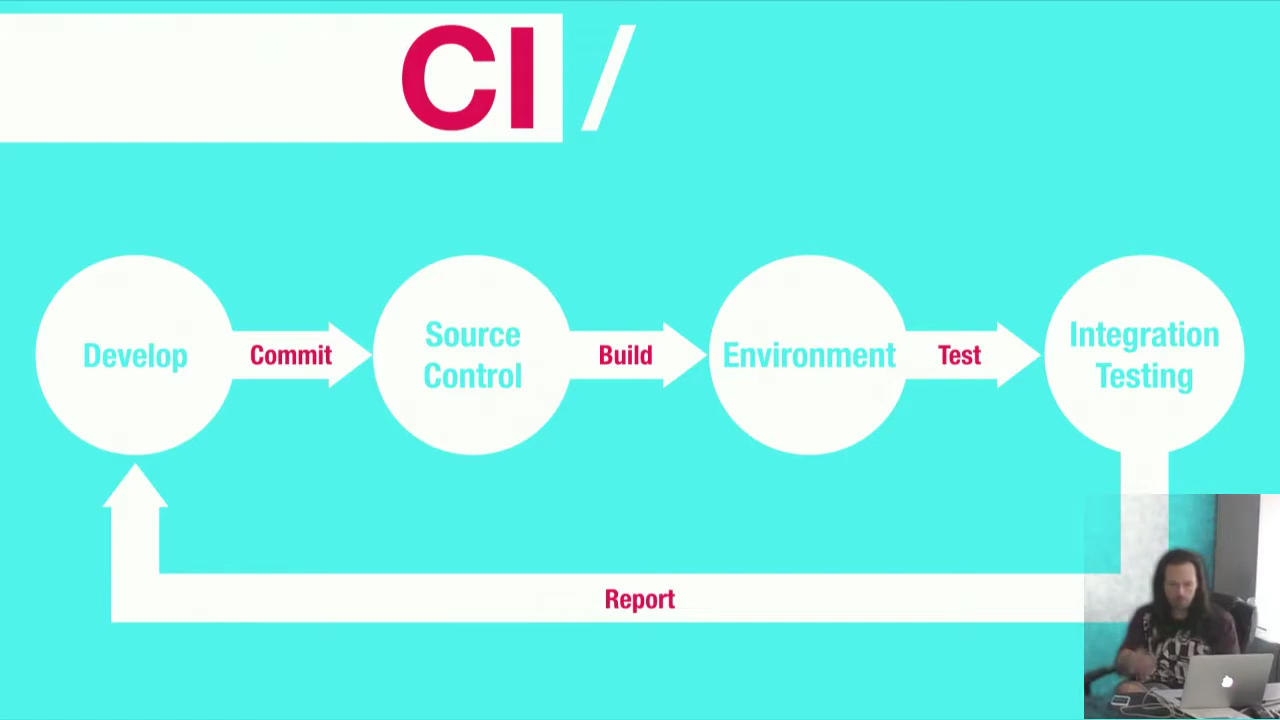 CI /
Develop
Commit
Source
Control
Build
Environment
Test
Integration
Testing
Report